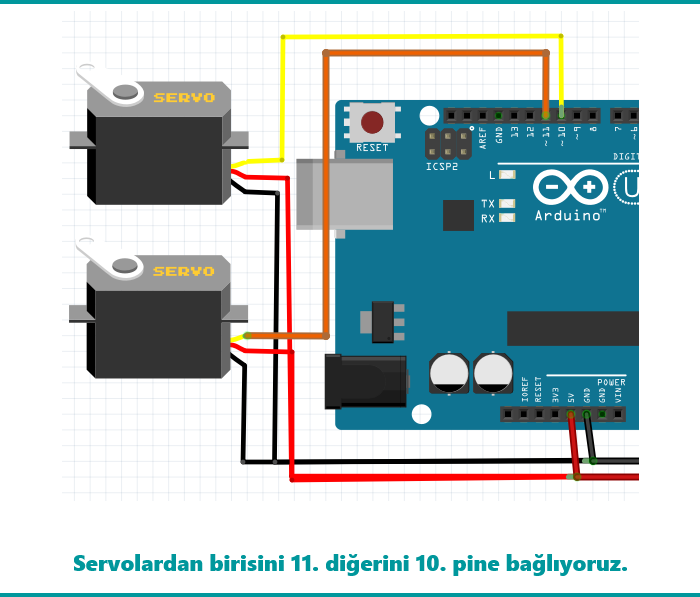 SERVO
RESET
ICSP2
AREF
GND
13
12
~11
~10
~9
8
7
~6
DIGIT
L
TX
RX
Arduino™
U
SERVO
IOREF
RESET
3V3
5V
GND
GND
VIN
POWER
Servolardan birisini 11. diğerini 10. pine bağlıyoruz.